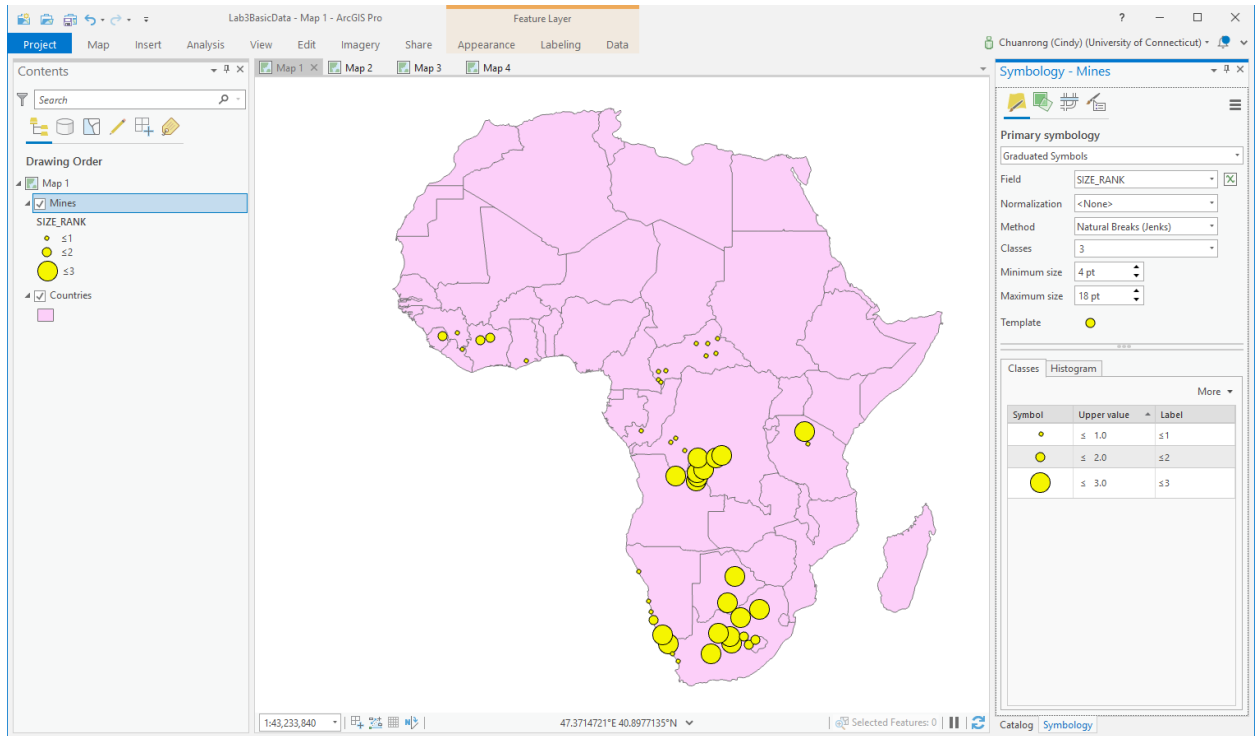 Lab3BasicData - Map 1 - ArcGIS Pro
Feature Layer
?
Project Map Insert Analysis View Edit Imagery Share Appearance Labeling Data
Chuanrong (Cindy) (University of Connecticut)
Contents
Search
Drawing Order
Map 1
Mines
SIZE_RANK
≤1
≤2
≤3
Countries
Map 1 Map 2 Map 3 Map 4
1:43,233,840
47.3714721°E 40.8977135°N
Selected Features: 0
Symbology - Mines
Primary symbology
Graduated Symbols
Field SIZE_RANK
Normalization <None>
Method Natural Breaks (Jenks)
Classes 3
Minimum size 4 pt
Maximum size 18 pt
Template
Classes Histogram
More
Symbol Upper value Label
≤ 1.0 ≤1
≤ 2.0 ≤2
≤ 3.0 ≤3
Catalog Symbology